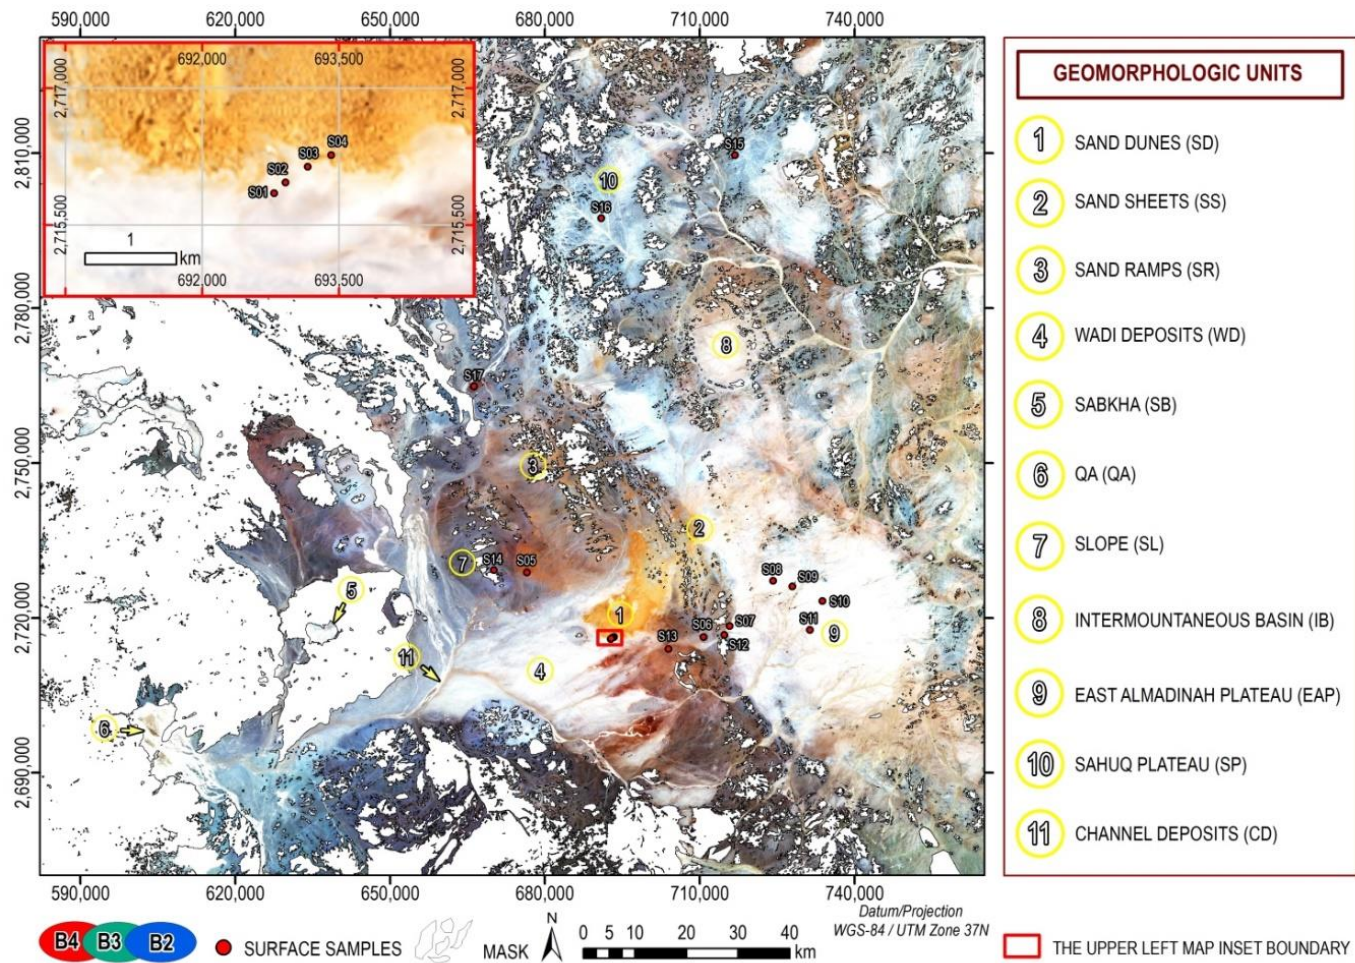 590,000 620,000 650,000 680,000 710,000 740,000
692,000 693,500
2,717,000 2,717,000
S04
S03
S02
S01
2,715,500 2,715,500
1
km
692,000 693,500
2,810,000
2,780,000
2,750,000
2,720,000
2,690,000
S15
10
S16
8
S17
3
2
7 S14 S05
S08
S09
5
S10
1
S11
9
S07
S06
S12
S13
11
4
6
590,000 620,000 650,000 680,000 710,000 740,000
GEOMORPHOLOGIC UNITS
1 SAND DUNES (SD)
2 SAND SHEETS (SS)
3 SAND RAMPS (SR)
4 WADI DEPOSITS (WD)
5 SABKHA (SB)
6 QA (QA)
7 SLOPE (SL)
8 INTERMOUNTANEOUS BASIN (IB)
9 EAST ALMADINAH PLATEAU (EAP)
10 SAHUQ PLATEAU (SP)
11 CHANNEL DEPOSITS (CD)
B4 B3 B2
SURFACE SAMPLES
MASK
N
0 5 10 20 30 40
km
Datum/Projection
WGS-84 / UTM Zone 37N
THE UPPER LEFT MAP INSET BOUNDARY